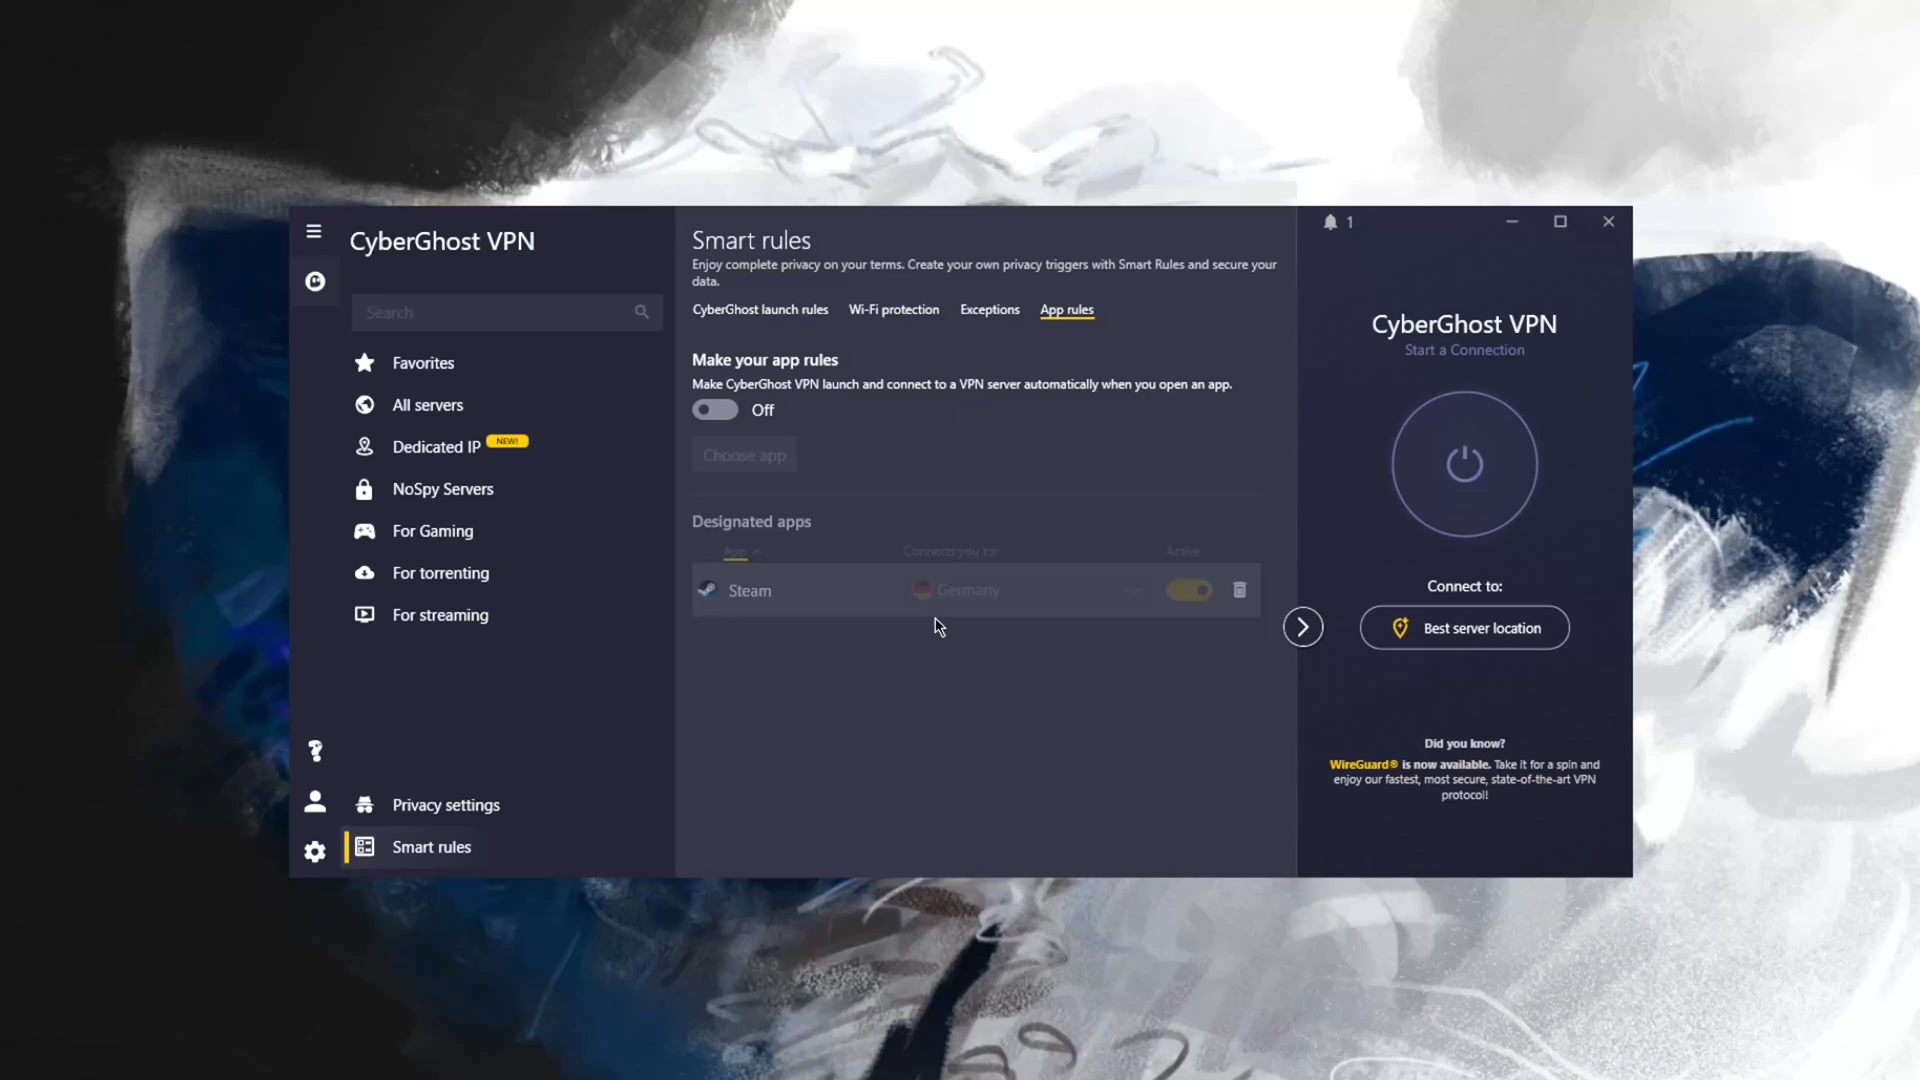 CyberGhost VPN
Search
Favorites
All servers
Dedicated IP NEW!
NoSpy Servers
For Gaming
For torrenting
For streaming
Privacy settings
Smart rules
Smart rules
Enjoy complete privacy on your terms. Create your own privacy triggers with Smart Rules and secure your
data.
CyberGhost launch rules Wi-Fi protection Exceptions App rules
Make your app rules
Make CyberGhost VPN launch and connect to a VPN server automatically when you open an app.
Off
Choose app
Designated apps
App Connects you to: Active
Steam Germany
1
CyberGhost VPN
Start a Connection
Connect to:
Best server location
Did you know?
WireGuard® is now available. Take it for a spin and
enjoy our fastest, most secure, state-of-the-art VPN
protocol!